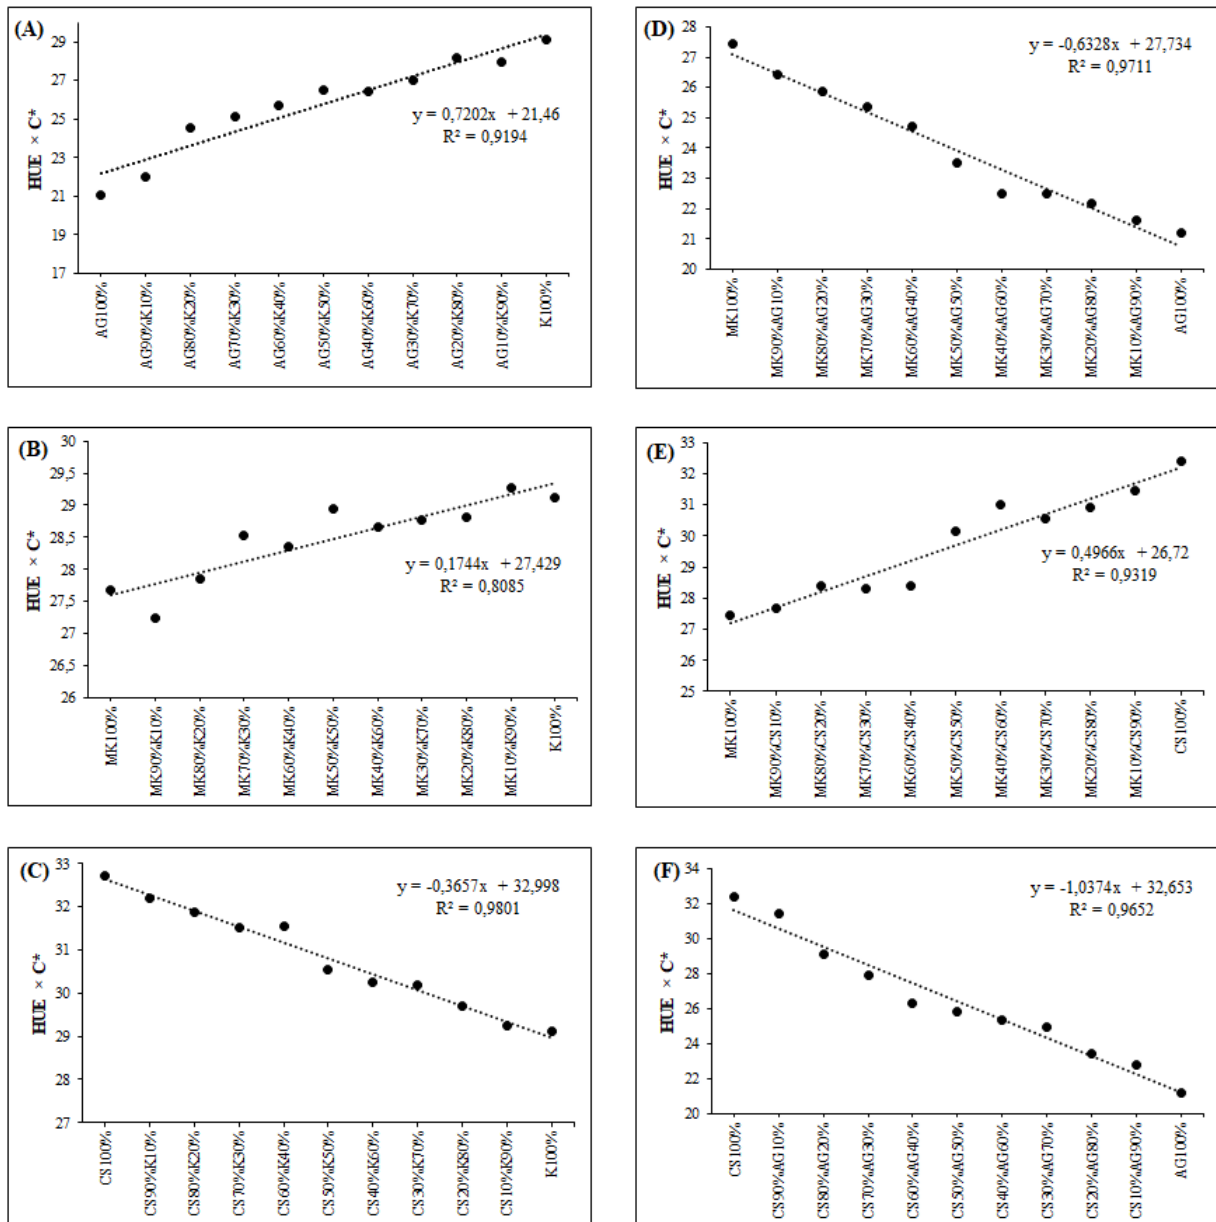 (A)
HUE × C*
29
27
25
23
21
19
17
y = 0,7202x + 21,46
R² = 0,9194
AG100%
AG90%K10%
AG80%K20%
AG70%K30%
AG60%K40%
AG50%K50%
AG40%K60%
AG30%K70%
AG20%K80%
AG10%K90%
K100%
(D)
HUE × C*
28
27
26
25
24
23
22
21
20
y = -0,6328x + 27,734
R² = 0,9711
MK100%
MK90%AG10%
MK80%AG20%
MK70%AG30%
MK60%AG40%
MK50%AG50%
MK40%AG60%
MK30%AG70%
MK20%AG80%
MK10%AG90%
AG100%
(B)
HUE × C*
30
29,5
29
28,5
28
27,5
27
26,5
26
y = 0,1744x + 27,429
R² = 0,8085
MK100%
MK90%K10%
MK80%K20%
MK70%K30%
MK60%K40%
MK50%K50%
MK40%K60%
MK30%K70%
MK20%K80%
MK10%K90%
K100%
(E)
HUE × C*
33
32
31
30
29
28
27
26
25
y = 0,4966x + 26,72
R² = 0,9319
MK100%
MK90%CS10%
MK80%CS20%
MK70%CS30%
MK60%CS40%
MK50%CS50%
MK40%CS60%
MK30%CS70%
MK20%CS80%
MK10%CS90%
CS100%
(C)
HUE × C*
33
32
31
30
29
28
27
y = -0,3657x + 32,998
R² = 0,9801
CS100%
CS90%K10%
CS80%K20%
CS70%K30%
CS60%K40%
CS50%K50%
CS40%K60%
CS30%K70%
CS20%K80%
CS10%K90%
K100%
(F)
HUE × C*
34
32
30
28
26
24
22
20
y = -1,0374x + 32,653
R² = 0,9652
CS100%
CS90%AG10%
CS80%AG20%
CS70%AG30%
CS60%AG40%
CS50%AG50%
CS40%AG60%
CS30%AG70%
CS20%AG80%
CS10%AG90%
AG100%